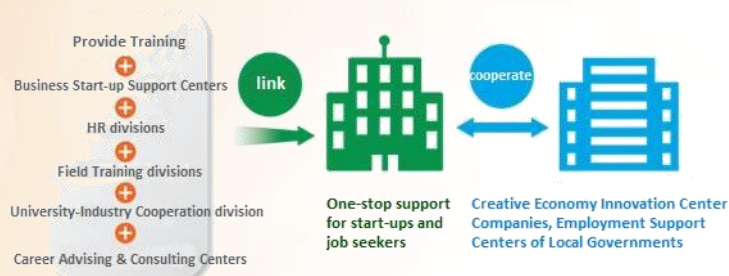 Provide Training
Business Start-up Support Centers
HR divisions
Field Training divisions
University-Industry Cooperation division
Career Advising & Consulting Centers
link
cooperate
One-stop support
for start-ups and
job seekers
Creative Economy Innovation Center
Companies, Employment Support
Centers of Local Governments